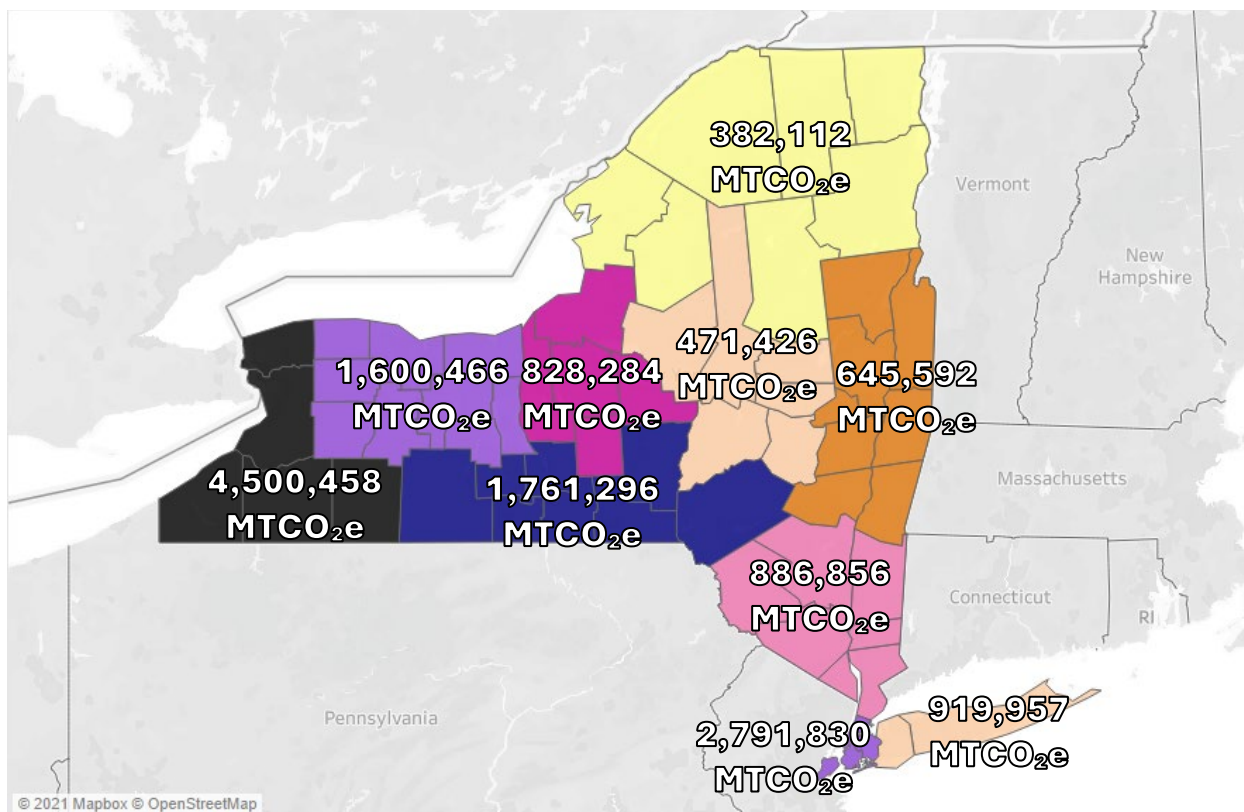 382,112
MTCO₂e
Vermont
New
Hampshire
471,426
MTCO₂e
1,600,466
MTCO₂e
828,284
MTCO₂e
645,592
MTCO₂e
4,500,458
MTCO₂e
1,761,296
MTCO₂e
Massachusetts
886,856
MTCO₂e
Connecticut
RI
Pennsylvania
2,791,830
MTCO₂e
919,957
MTCO₂e
© 2021 Mapbox © OpenStreetMap